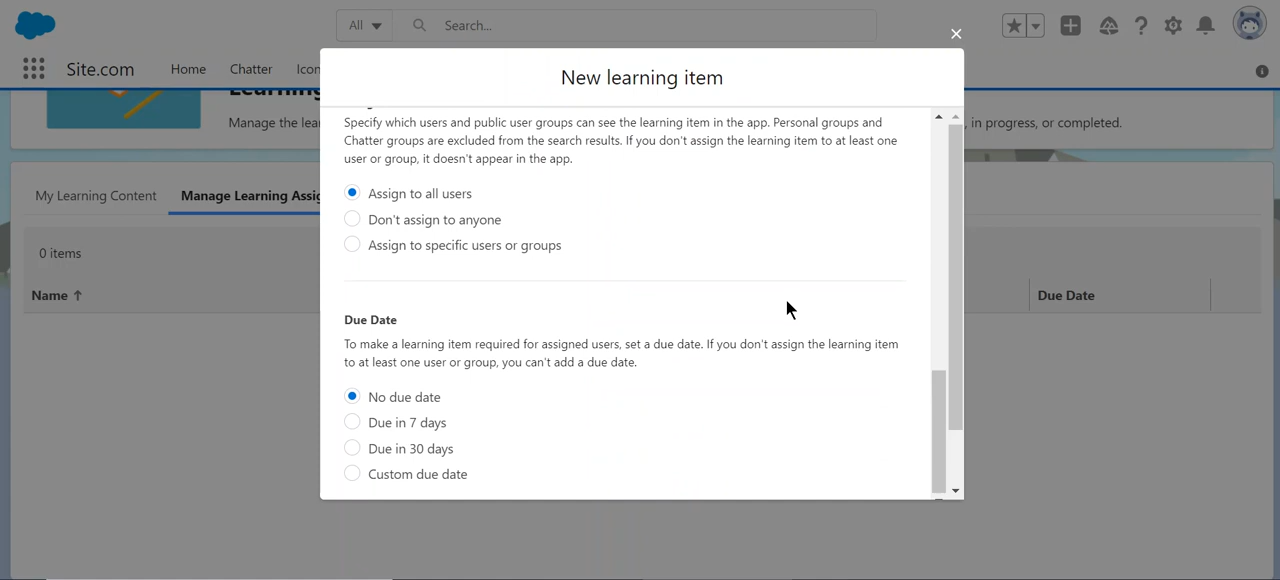 All
Search...
Site.com
Home
Chatter
New learning item
Manage the
in progress, or completed.
Specify which users and public user groups can see the learning item in the app. Personal groups and
Chatter groups are excluded from the search results. If you don't assign the learning item to at least one
user or group, it doesn't appear in the app.
My Learning Content
Manage Learning
Assign to all users
Don't assign to anyone
Assign to specific users or groups
0 items
Name
Due Date
Due Date
To make a learning item required for assigned users, set a due date. If you don't assign the learning item
to at least one user or group, you can't add a due date.
No due date
Due in 7 days
Due in 30 days
Custom due date